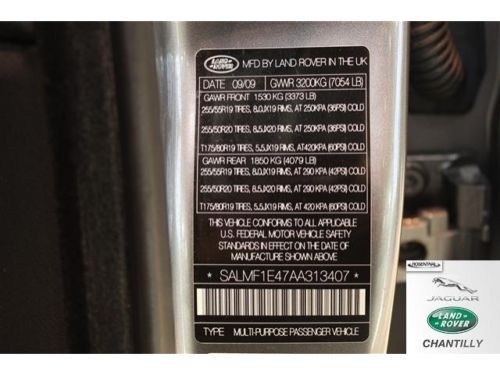 LAND ROVER
MFD BY LAND ROVER IN THE UK
DATE 09/09 GVWR 3200KG (7054 LB)
GAWR FRONT 1530 KG (3373 LB)
255/55R19 TIRES, 8.0JX19 RIMS, AT 250KPA (36PSI) COLD
255/50R20 TIRES, 8.5JX20 RIMS, AT 250KPA (36PSI) COLD
T175/80R19 TIRES, 5.5JX19 RIMS, AT420KPA (60PSI) COLD
GAWR REAR 1850 KG (4079 LB)
255/55R19 TIRES, 8.0JX19 RIMS, AT 290 KPA (42PSI) COLD
255/50R20 TIRES, 8.5JX20 RIMS, AT 290 KPA (42PSI) COLD
T175/80R19 TIRES, 5.5JX19 RIMS, AT 420 KPA (60PSI) COLD
THIS VEHICLE CONFORMS TO ALL APPLICABLE
U.S. FEDERAL MOTOR VEHICLE SAFETY
STANDARDS IN EFFECT ON THE DATE OF
MANUFACTURE SHOWN ABOVE
* SALMF1E47AA313407 *
TYPE MULTI-PURPOSE PASSENGER VEHICLE
ROSENTHAL
JAGUAR
LAND ROVER
CHANTILLY